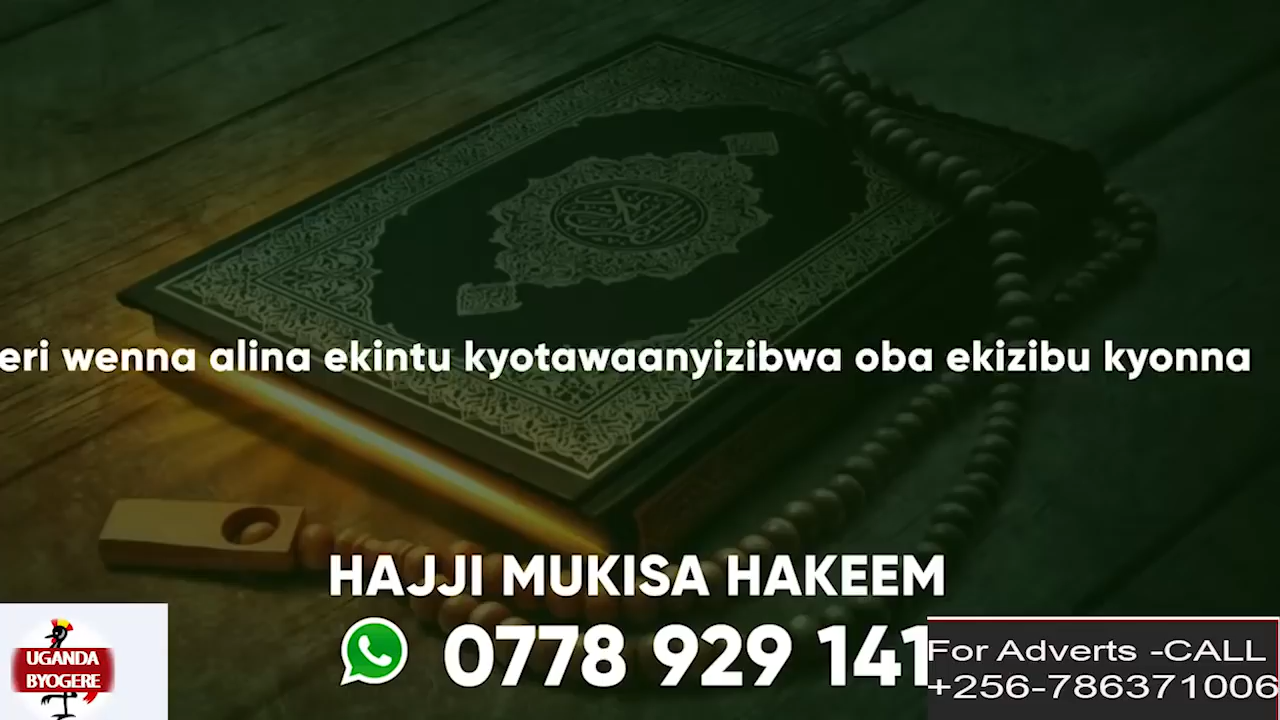 eri wenna alina ekintu kyotawaanyizibwa oba ekizibu kyonna
HAJJI MUKISA HAKEEM
0778 929 141
UGANDA
BYOGERE
For Adverts -CALL
+256-786371006